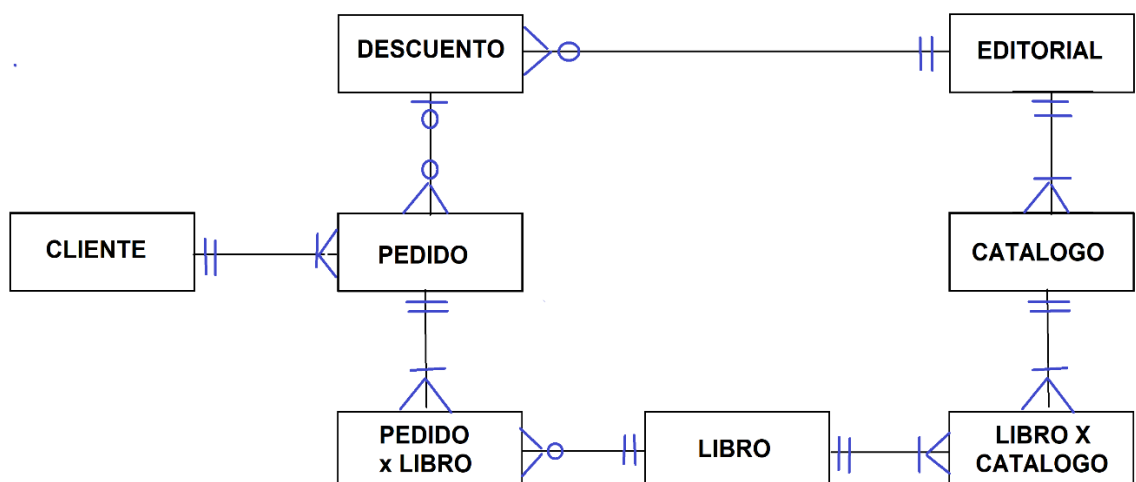 DESCUENTO
EDITORIAL
CLIENTE
PEDIDO
CATALOGO
PEDIDO
x LIBRO
LIBRO
LIBRO X
CATALOGO